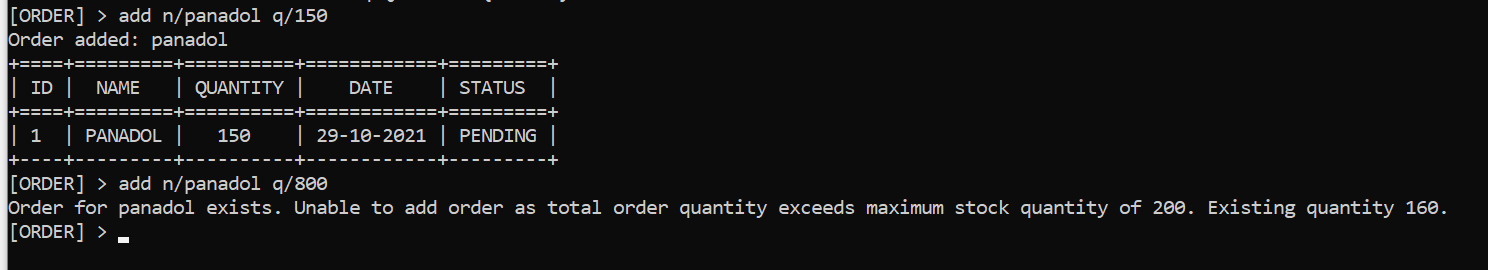 [ORDER] > add n/panadol q/150
Order added: panadol
+====+=========+==========+============+=========+
| ID |  NAME   | QUANTITY |    DATE    | STATUS  |
+====+=========+==========+============+=========+
| 1  | PANADOL |   150    | 29-10-2021 | PENDING |
+----+---------+----------+------------+---------+
[ORDER] > add n/panadol q/800
Order for panadol exists. Unable to add order as total order quantity exceeds maximum stock quantity of 200. Existing quantity 160.
[ORDER] >